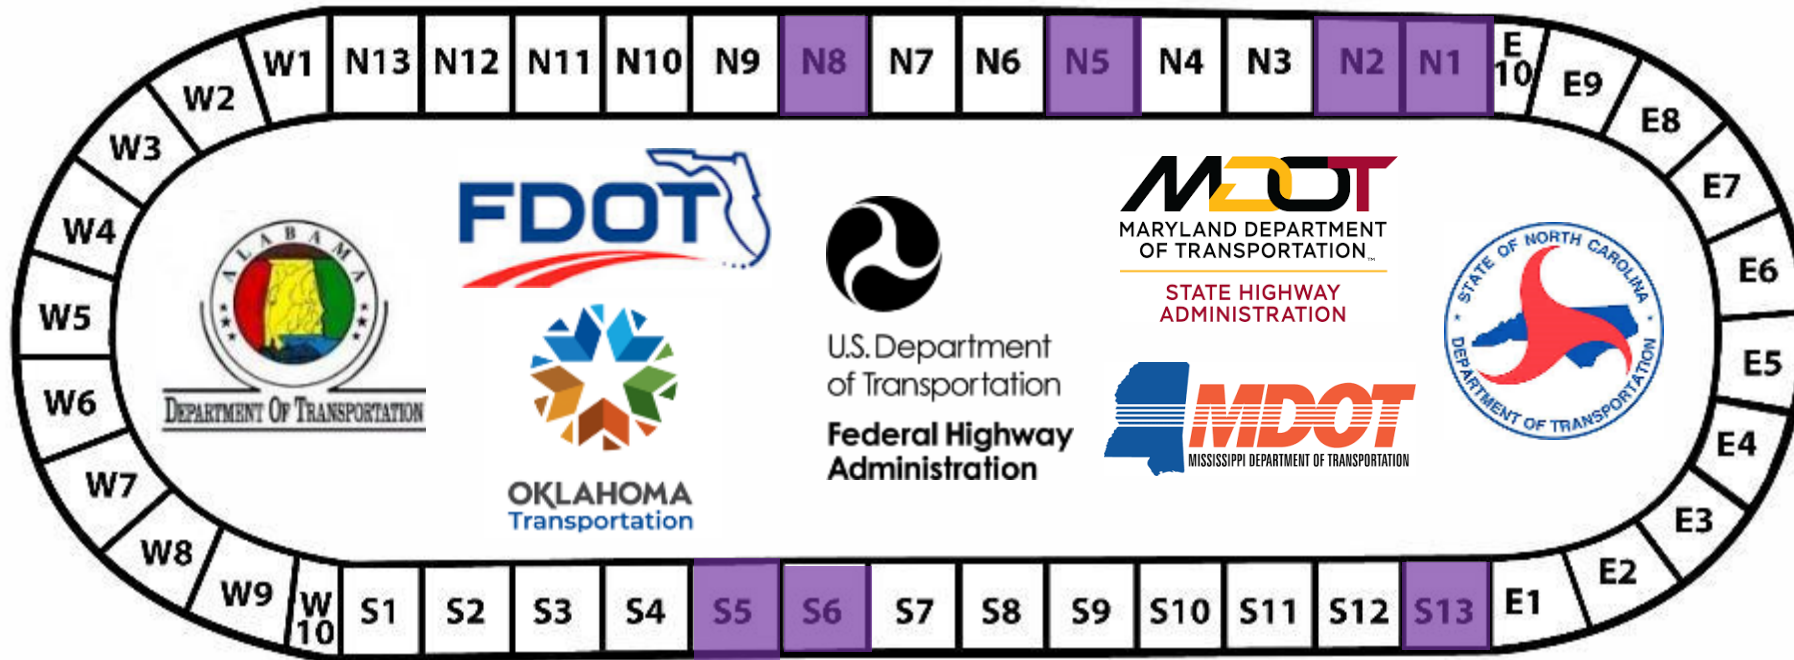 W1 N13 N12 N11 N10 N9 N8 N7 N6 N5 N4 N3 N2 N1 E 10 E9
W2
E8
W3
E7
W4
E6
W5
E5
W6
E4
W7
E3
W8
E2
W9
W 10 S1 S2 S3 S4 S5 S6 S7 S8 S9 S10 S11 S12 S13 E1
ALABAMA
DEPARTMENT OF TRANSPORTATION
FDOT
OKLAHOMA
Transportation
U.S. Department
of Transportation
Federal Highway
Administration
MDOT
MARYLAND DEPARTMENT
OF TRANSPORTATION™
STATE HIGHWAY
ADMINISTRATION
MDOT
MISSISSIPPI DEPARTMENT OF TRANSPORTATION
STATE OF NORTH CAROLINA
DEPARTMENT OF TRANSPORTATION